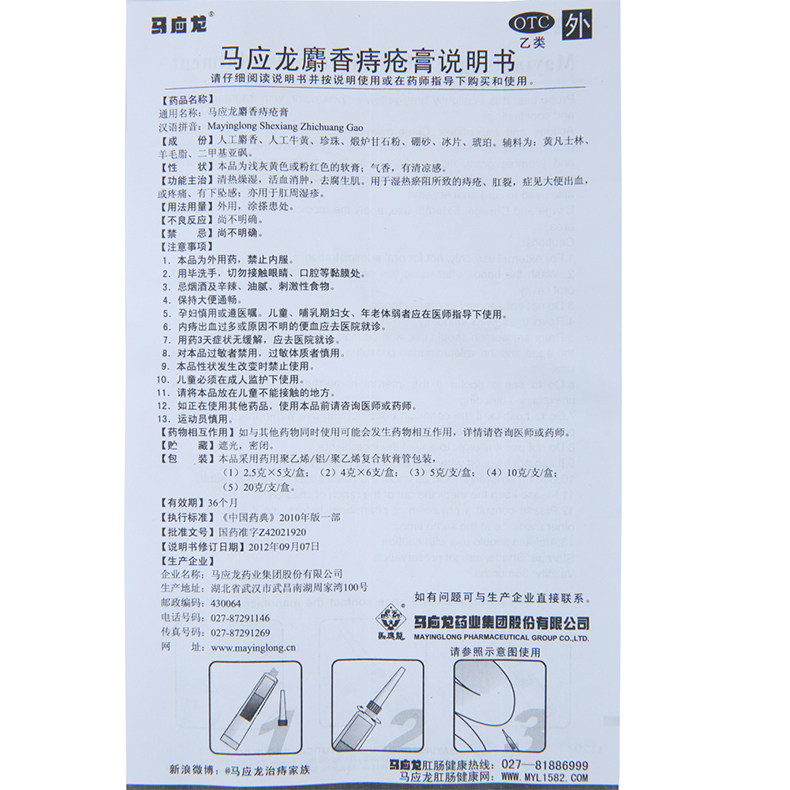 马应龙®
OTC
乙类
外
马应龙麝香痔疮膏说明书
请仔细阅读说明书并按说明使用或在药师指导下购买和使用。
【药品名称】
通用名称：马应龙麝香痔疮膏
汉语拼音：Mayinglong Shexiang Zhichuang Gao
【成　份】人工麝香、人工牛黄、珍珠、煅炉甘石粉、硼砂、冰片、琥珀。辅料为：黄凡士林、
羊毛脂、二甲基亚砜。
【性　状】本品为浅灰黄色或粉红色的软膏；气香，有清凉感。
【功能主治】清热燥湿，活血消肿，去腐生肌。用于湿热瘀阻所致的痔疮、肛裂，症见大便出血，
或疼痛、有下坠感；亦用于肛周湿疹。
【用法用量】外用，涂搽患处。
【不良反应】尚不明确。
【禁　忌】尚不明确。
【注意事项】
1．本品为外用药，禁止内服。
2．用毕洗手，切勿接触眼睛、口腔等黏膜处。
3．忌烟酒及辛辣、油腻、刺激性食物。
4．保持大便通畅。
5．孕妇慎用或遵医嘱。儿童、哺乳期妇女、年老体弱者应在医师指导下使用。
6．内痔出血过多或原因不明的便血应去医院就诊。
7．用药3天症状无缓解，应去医院就诊。
8．对本品过敏者禁用，过敏体质者慎用。
9．本品性状发生改变时禁止使用。
10．儿童必须在成人监护下使用。
11．请将本品放在儿童不能接触的地方。
12．如正在使用其他药品，使用本品前请咨询医师或药师。
13．运动员慎用。
【药物相互作用】如与其他药物同时使用可能会发生药物相互作用，详情请咨询医师或药师。
【贮　藏】遮光，密闭。
【包　装】本品采用药用聚乙烯/铝/聚乙烯复合软膏管包装，
（1）2.5克×5支/盒；（2）4克×6支/盒；（3）5克/支/盒；（4）10克/支/盒；
（5）20克/支/盒。
【有效期】36个月
【执行标准】《中国药典》2010年版一部
【批准文号】国药准字Z42021920
【说明书修订日期】2012年09月07日
【生产企业】
企业名称：马应龙药业集团股份有限公司
生产地址：湖北省武汉市武昌南湖周家湾100号
邮政编码：430064
电话号码：027-87291146
传真号码：027-87291269
网　址：www.mayinglong.cn
如有问题可与生产企业直接联系。
馬應龍
马应龙药业集团股份有限公司
MAYINGLONG PHARMACEUTICAL GROUP CO.,LTD.
请参照示意图使用
1
2
3
新浪微博：@马应龙治痔家族
马应龙肛肠健康热线：027—81886999
马应龙肛肠健康网：WWW.MYL1582.COM